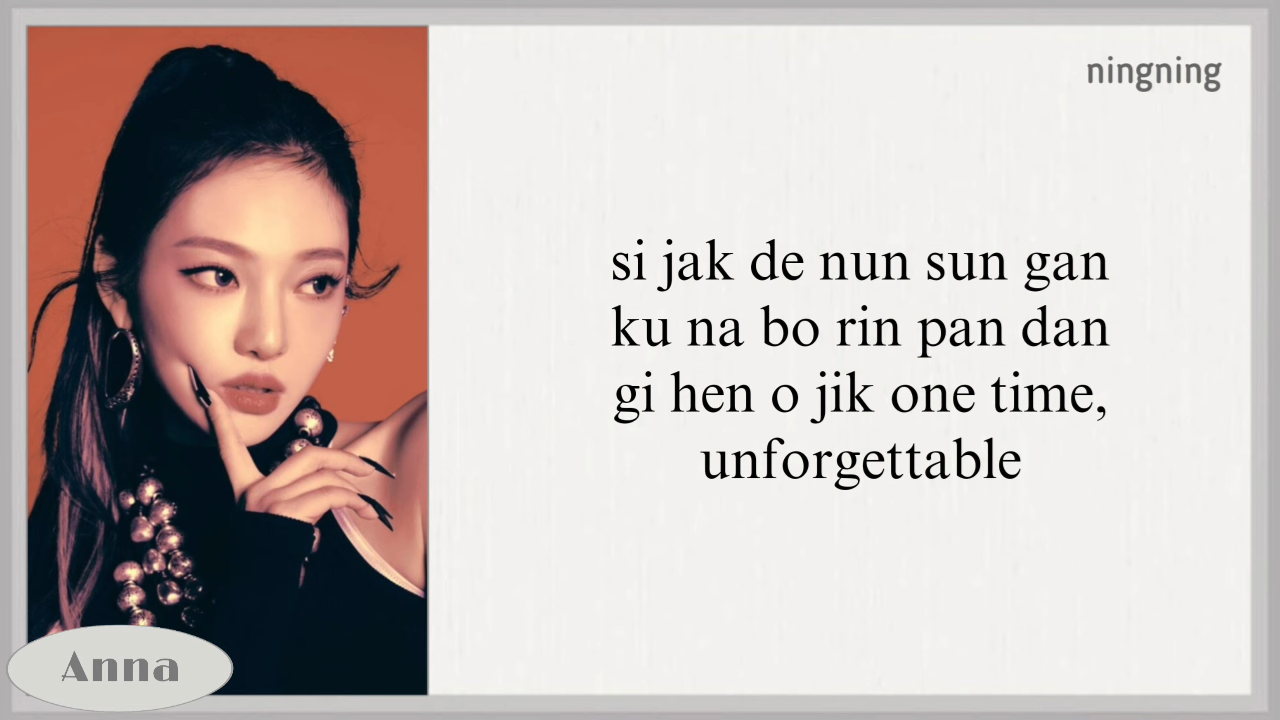 ningning
si jak de nun sun gan
ku na bo rin pan dan
gi hen o jik one time,
unforgettable
Anna